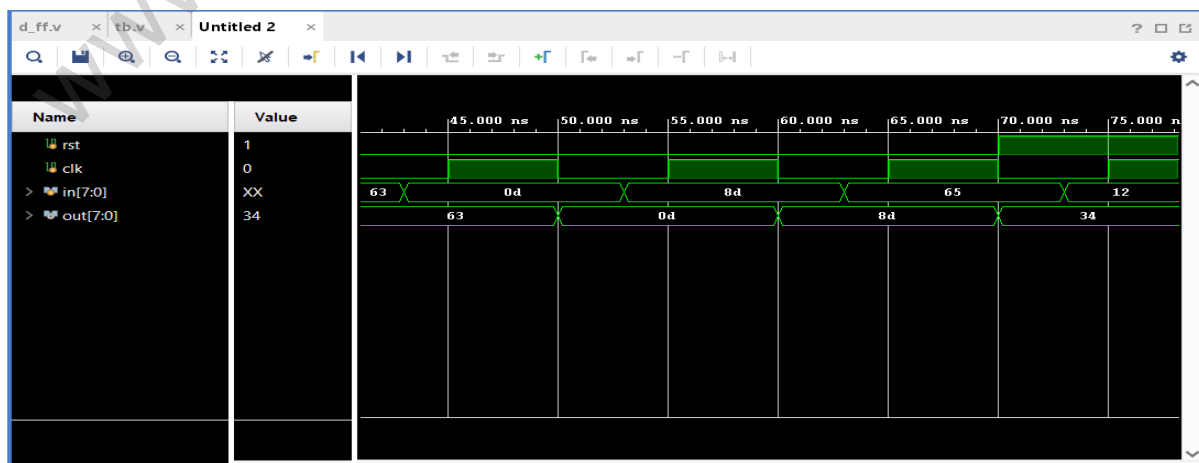 d_ff.v × tb.v × Untitled 2 ×
?
Name Value
45.000 ns 50.000 ns 55.000 ns 60.000 ns 65.000 ns 70.000 ns 75.000 n
rst 1
clk 0
> in[7:0] XX 63 0d 8d 65 12
> out[7:0] 34 63 0d 8d 34
www